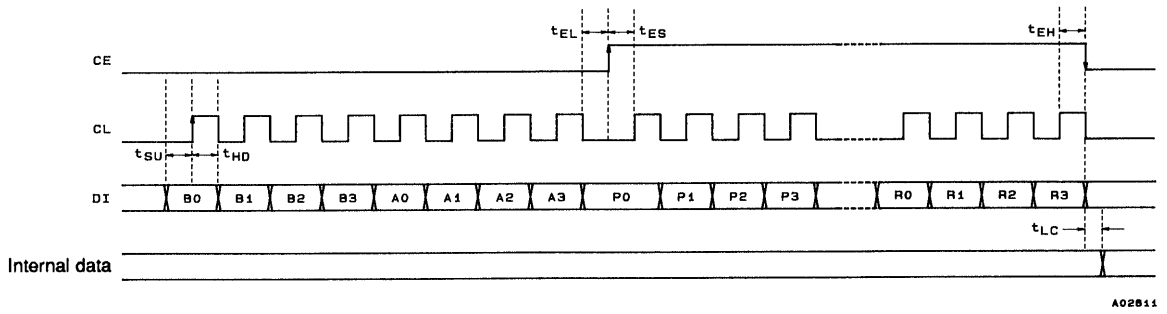 tEL
tES
tEH
CE
CL
tSU
tHD
DI
B0 B1 B2 B3 A0 A1 A2 A3 P0 P1 P2 P3 R0 R1 R2 R3
tLC
Internal data
A02611